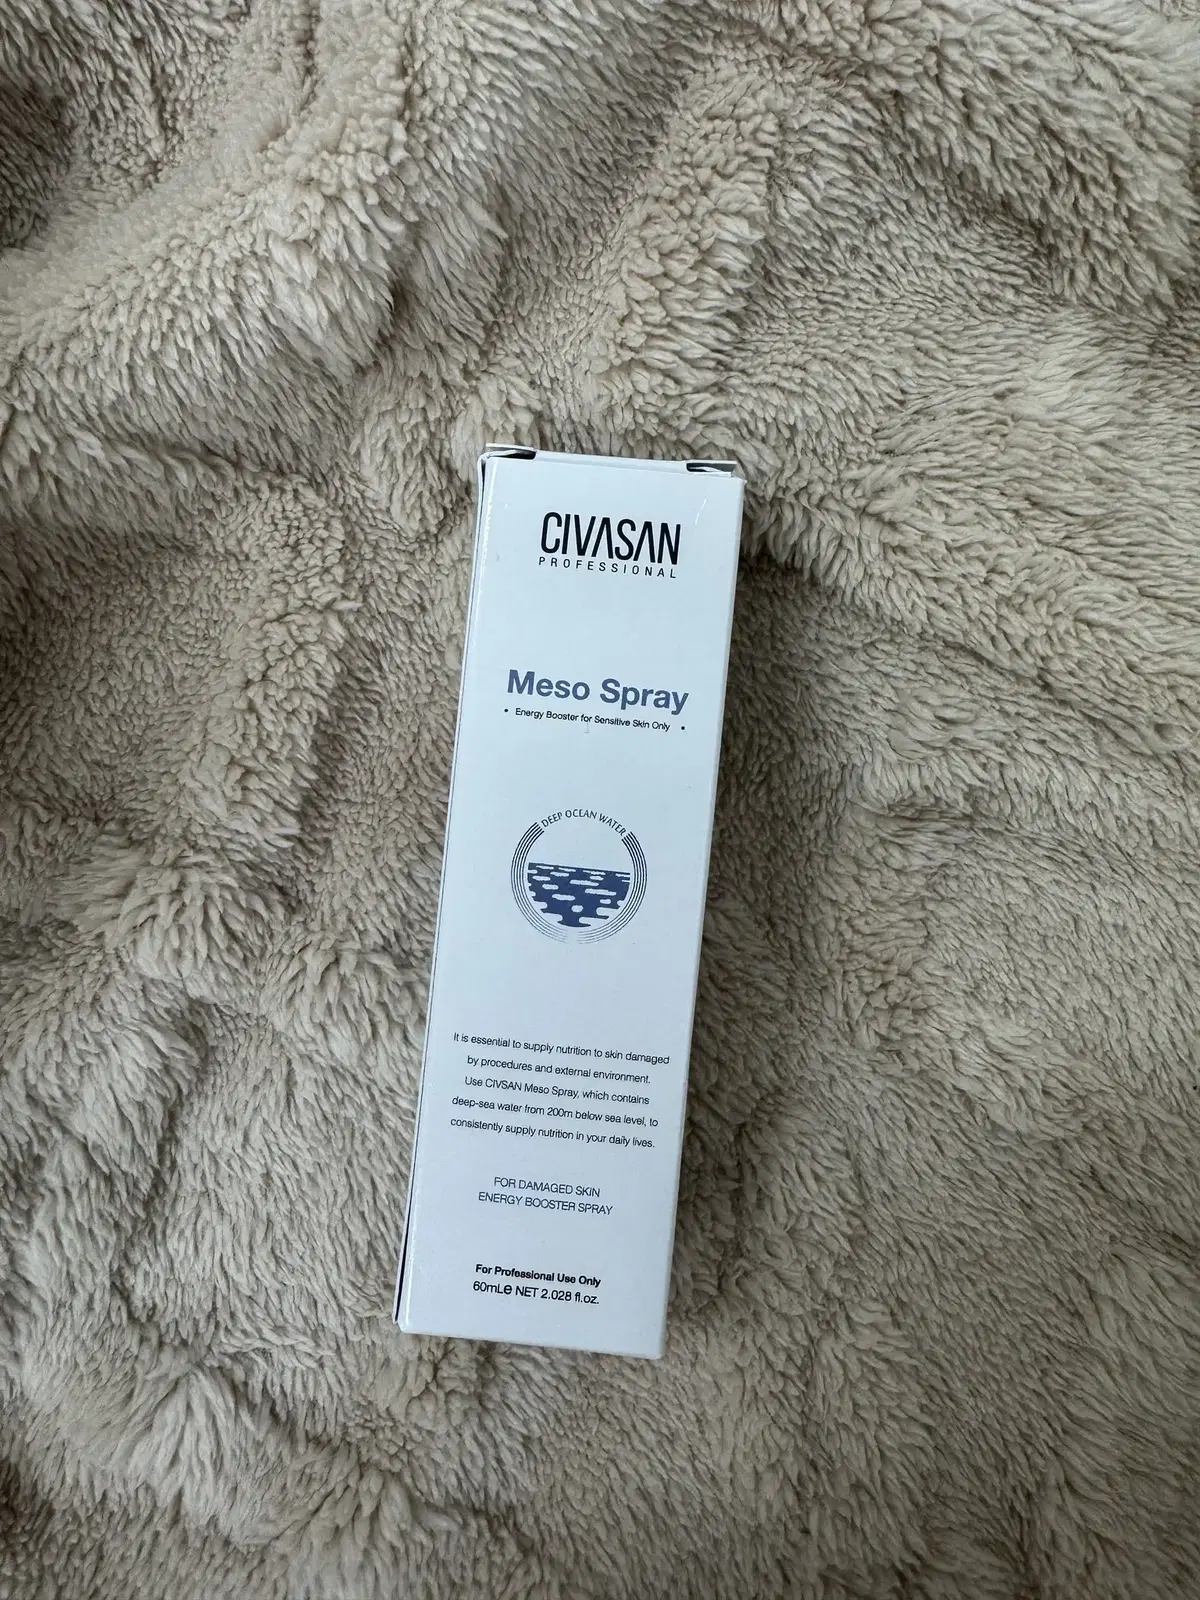 CIVASAN
PROFESSIONAL
Meso Spray
• Energy Booster for Sensitive Skin Only •
DEEP OCEAN WATER
It is essential to supply nutrition to skin damaged
by procedures and external environment.
Use CIVSAN Meso Spray, which contains
deep-sea water from 200m below sea level, to
consistently supply nutrition in your daily lives.
FOR DAMAGED SKIN
ENERGY BOOSTER SPRAY
For Professional Use Only
60mL℮ NET 2.028 fl.oz.